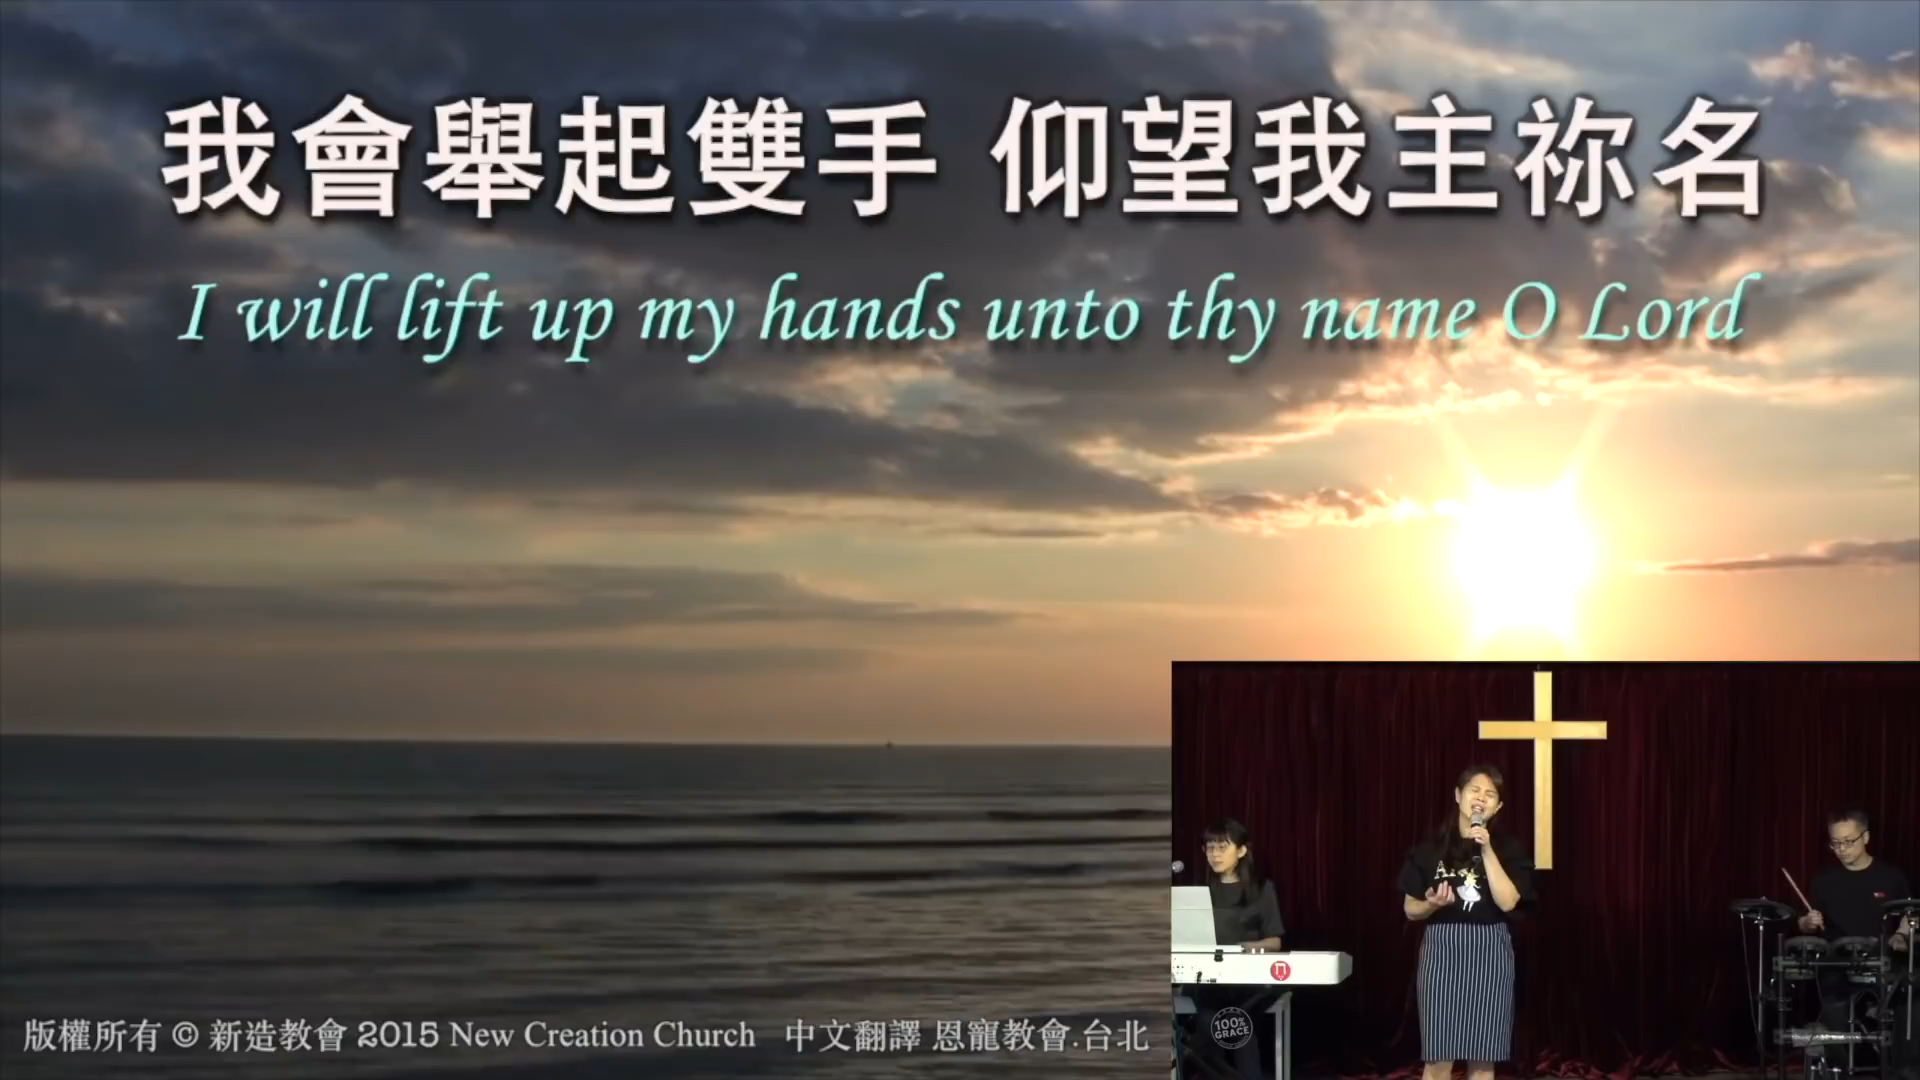 我會舉起雙手 仰望我主祢名
I will lift up my hands unto thy name O Lord
版權所有 © 新造教會 2015 New Creation Church 中文翻譯 恩寵教會.台北
100%
GRACE